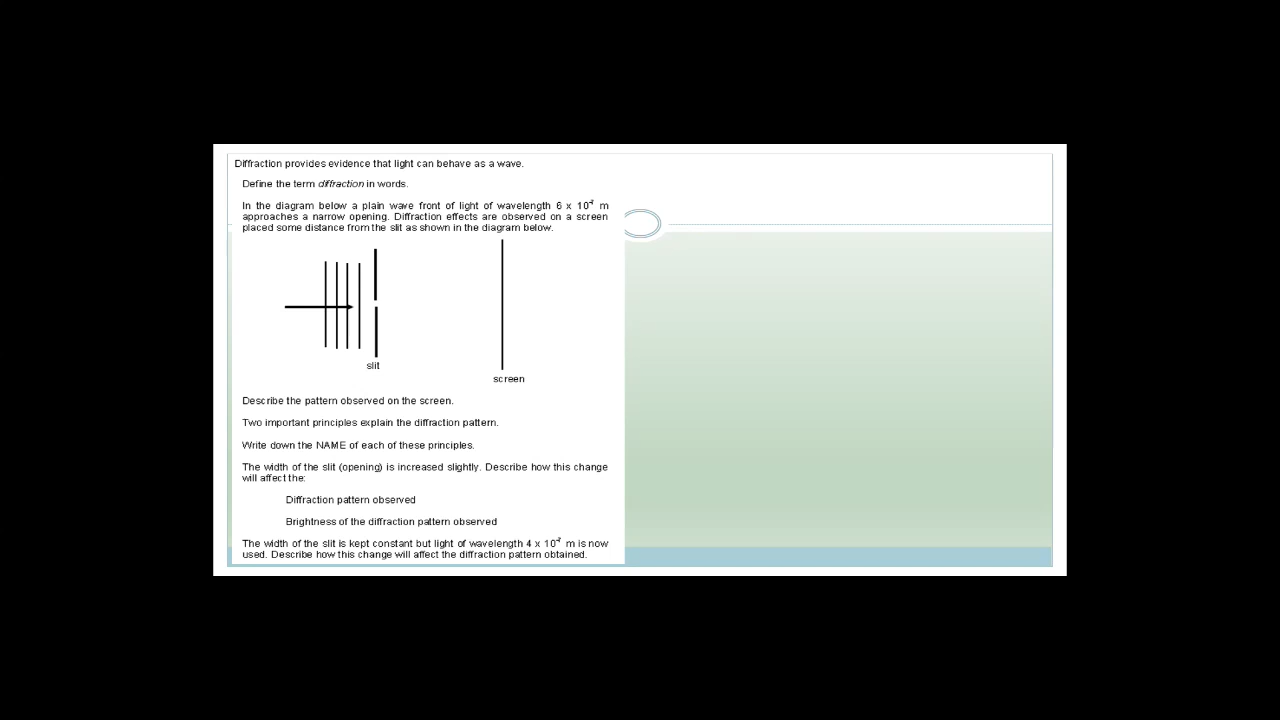 Diffraction provides evidence that light can behave as a wave.
Define the term diffraction in words.
In the diagram below a plain wave front of light of wavelength 6 x 10⁻⁷ m
approaches a narrow opening. Diffraction effects are observed on a screen
placed some distance from the slit as shown in the diagram below.
slit
screen
Describe the pattern observed on the screen.
Two important principles explain the diffraction pattern.
Write down the NAME of each of these principles.
The width of the slit (opening) is increased slightly. Describe how this change
will affect the:
Diffraction pattern observed
Brightness of the diffraction pattern observed
The width of the slit is kept constant but light of wavelength 4 x 10⁻⁷ m is now
used. Describe how this change will affect the diffraction pattern obtained.